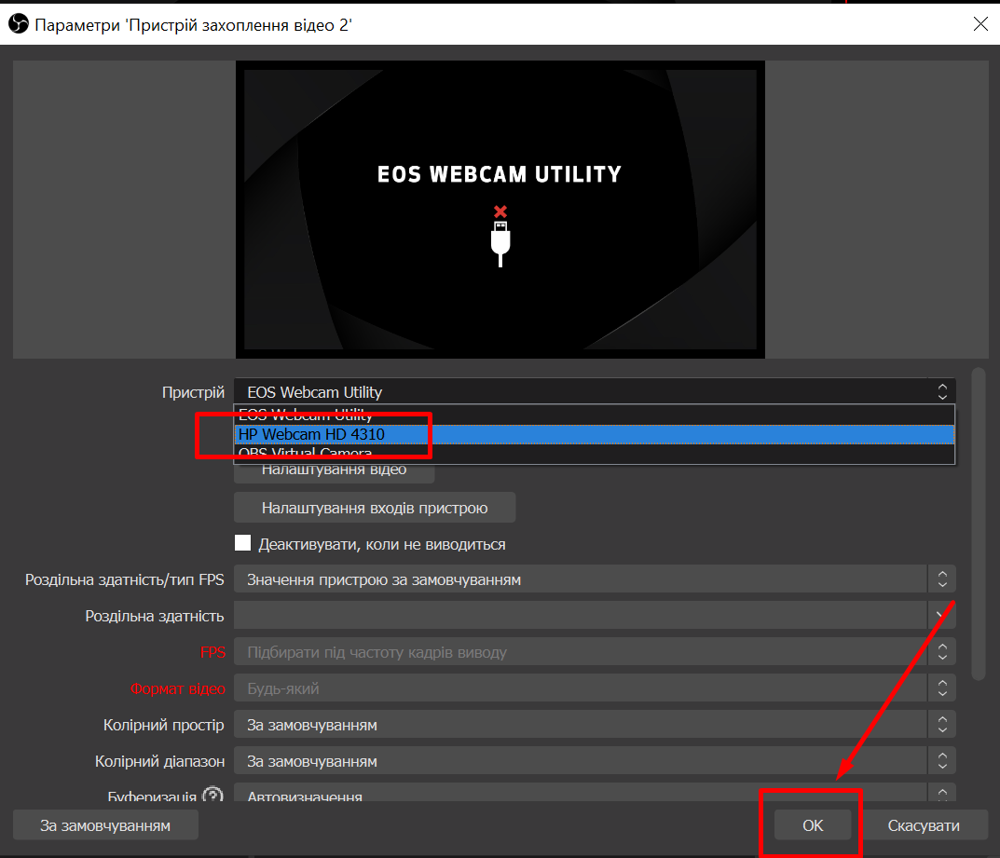 Параметри 'Пристрій захоплення відео 2'
EOS WEBCAM UTILITY
Пристрій
EOS Webcam Utility
EOS Webcam Utility
HP Webcam HD 4310
OBS Virtual Camera
Налаштування відео
Налаштування входів пристрою
Деактивувати, коли не виводиться
Роздільна здатність/тип FPS
Значення пристрою за замовчуванням
Роздільна здатність
FPS
Підбирати під частоту кадрів виводу
Формат відео
Будь-який
Колірний простір
За замовчуванням
Колірний діапазон
За замовчуванням
Буферизація ?
Автовизначення
За замовчуванням
OK
Скасувати